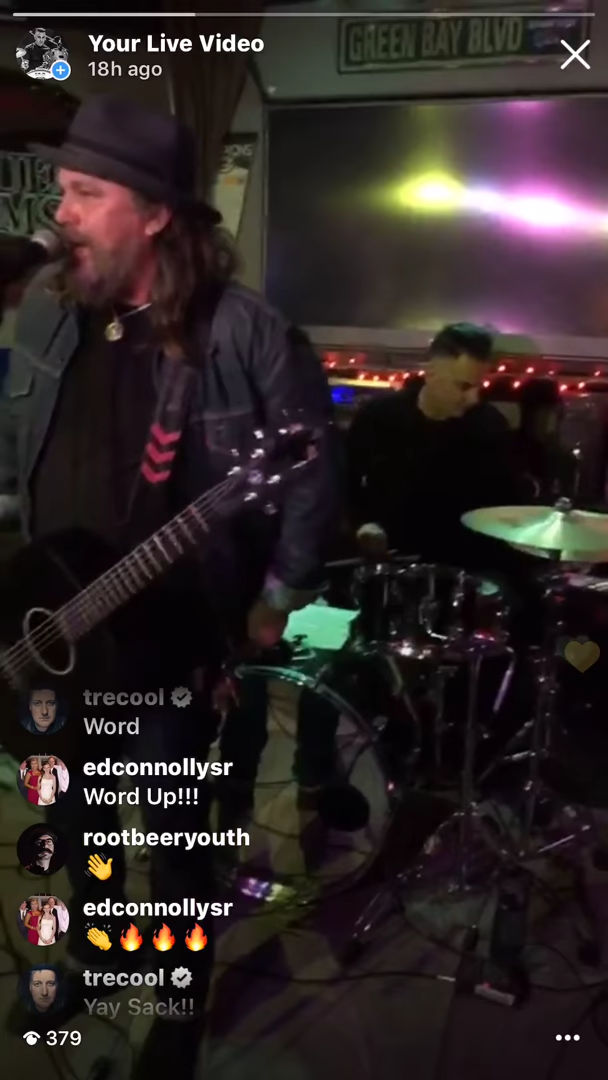 Your Live Video
18h ago
GREEN BAY BLVD
trecool
Word
edconnollysr
Word Up!!!
rootbeeryouth
👋
edconnollysr
👏🔥🔥🔥
trecool
Yay Sack!!
379